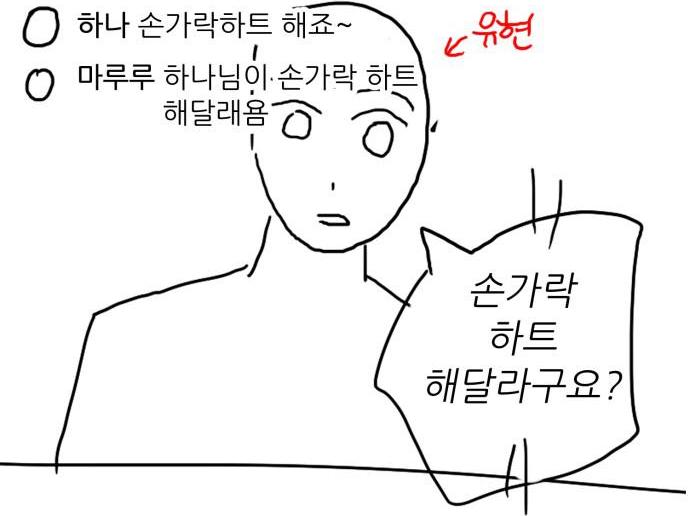 하나 손가락하트 해죠~
유현
마루루 하나님이 손가락 하트
해달래욤
손가락
하트
해달라구요?